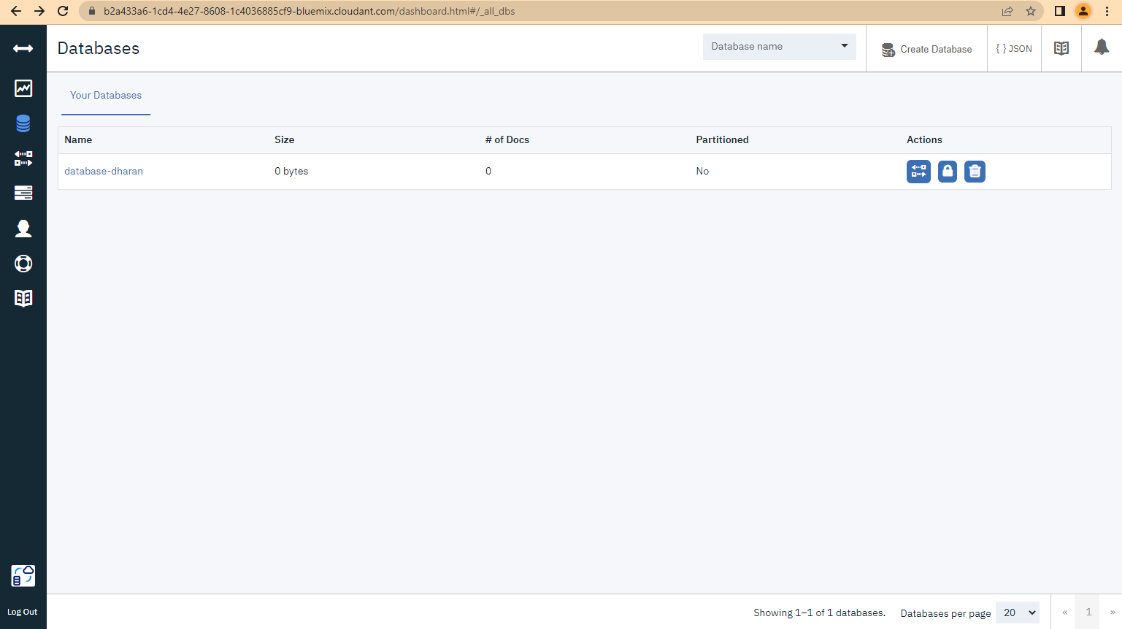 b2a433a6-1cd4-4e27-8608-1c4036885cf9-bluemix.cloudant.com/dashboard.html#/_all_dbs
Databases
Database name
Create Database
{ } JSON
Your Databases
Name Size # of Docs Partitioned Actions
database-dharan 0 bytes 0 No
Log Out
Showing 1–1 of 1 databases. Databases per page 20 « 1 »